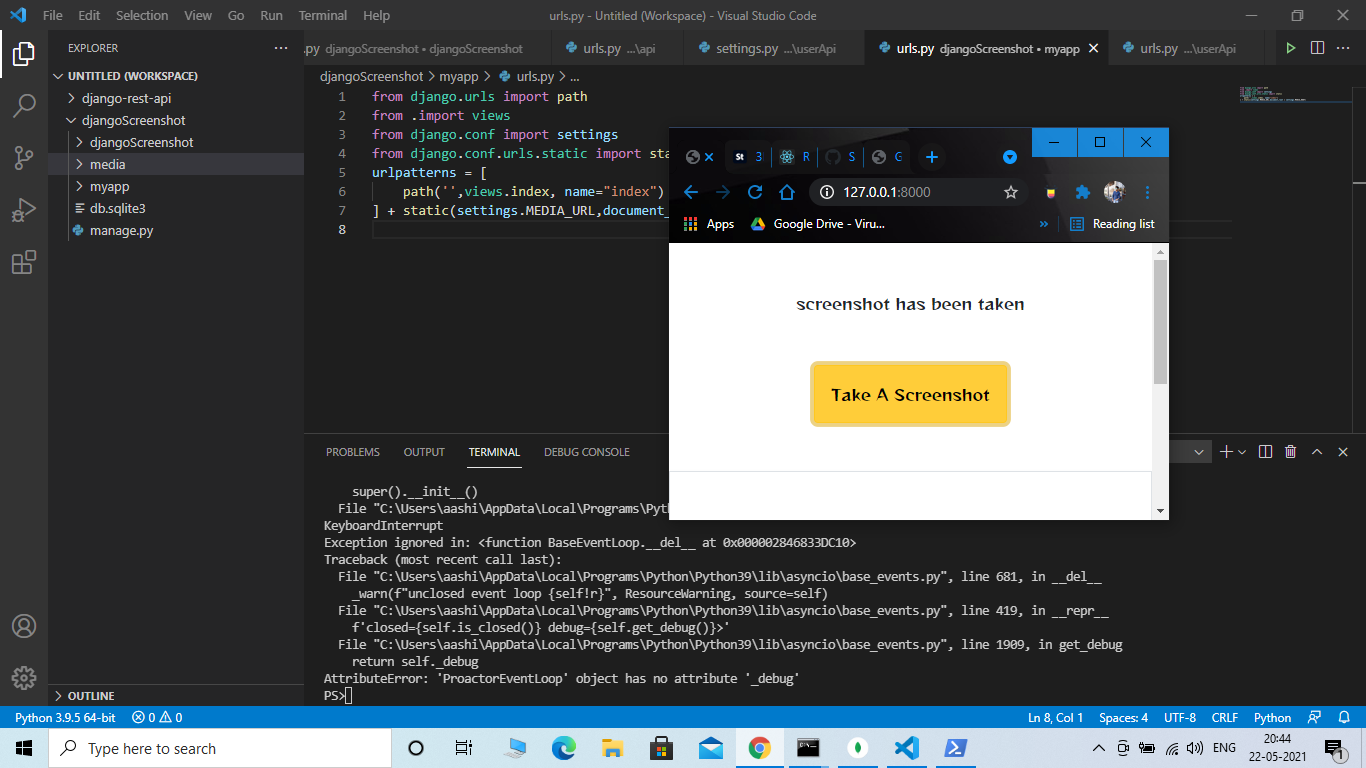 File Edit Selection View Go Run Terminal Help
urls.py - Untitled (Workspace) - Visual Studio Code
EXPLORER
UNTITLED (WORKSPACE)
django-rest-api
djangoScreenshot
djangoScreenshot
media
myapp
db.sqlite3
manage.py
OUTLINE
.py djangoScreenshot • djangoScreenshot
urls.py ...\api
settings.py ...\userApi
urls.py djangoScreenshot • myapp
urls.py ...\userApi
djangoScreenshot > myapp > urls.py > ...
1 from django.urls import path
2 from .import views
3 from django.conf import settings
4 from django.conf.urls.static import sta
5 urlpatterns = [
6 path('',views.index, name="index")
7 ] + static(settings.MEDIA_URL,document_
8
St 3 R S G
127.0.0.1:8000
Apps Google Drive - Viru... » Reading list
screenshot has been taken
Take A Screenshot
PROBLEMS OUTPUT TERMINAL DEBUG CONSOLE
super().__init__()
File "C:\Users\aashi\AppData\Local\Programs\Pyt
KeyboardInterrupt
Exception ignored in: <function BaseEventLoop.__del__ at 0x000002846833DC10>
Traceback (most recent call last):
File "C:\Users\aashi\AppData\Local\Programs\Python\Python39\lib\asyncio\base_events.py", line 681, in __del__
_warn(f"unclosed event loop {self!r}", ResourceWarning, source=self)
File "C:\Users\aashi\AppData\Local\Programs\Python\Python39\lib\asyncio\base_events.py", line 419, in __repr__
f'closed={self.is_closed()} debug={self.get_debug()}>'
File "C:\Users\aashi\AppData\Local\Programs\Python\Python39\lib\asyncio\base_events.py", line 1909, in get_debug
return self._debug
AttributeError: 'ProactorEventLoop' object has no attribute '_debug'
PS>
Python 3.9.5 64-bit 0 0
Ln 8, Col 1 Spaces: 4 UTF-8 CRLF Python
Type here to search
ENG
20:44
22-05-2021
1